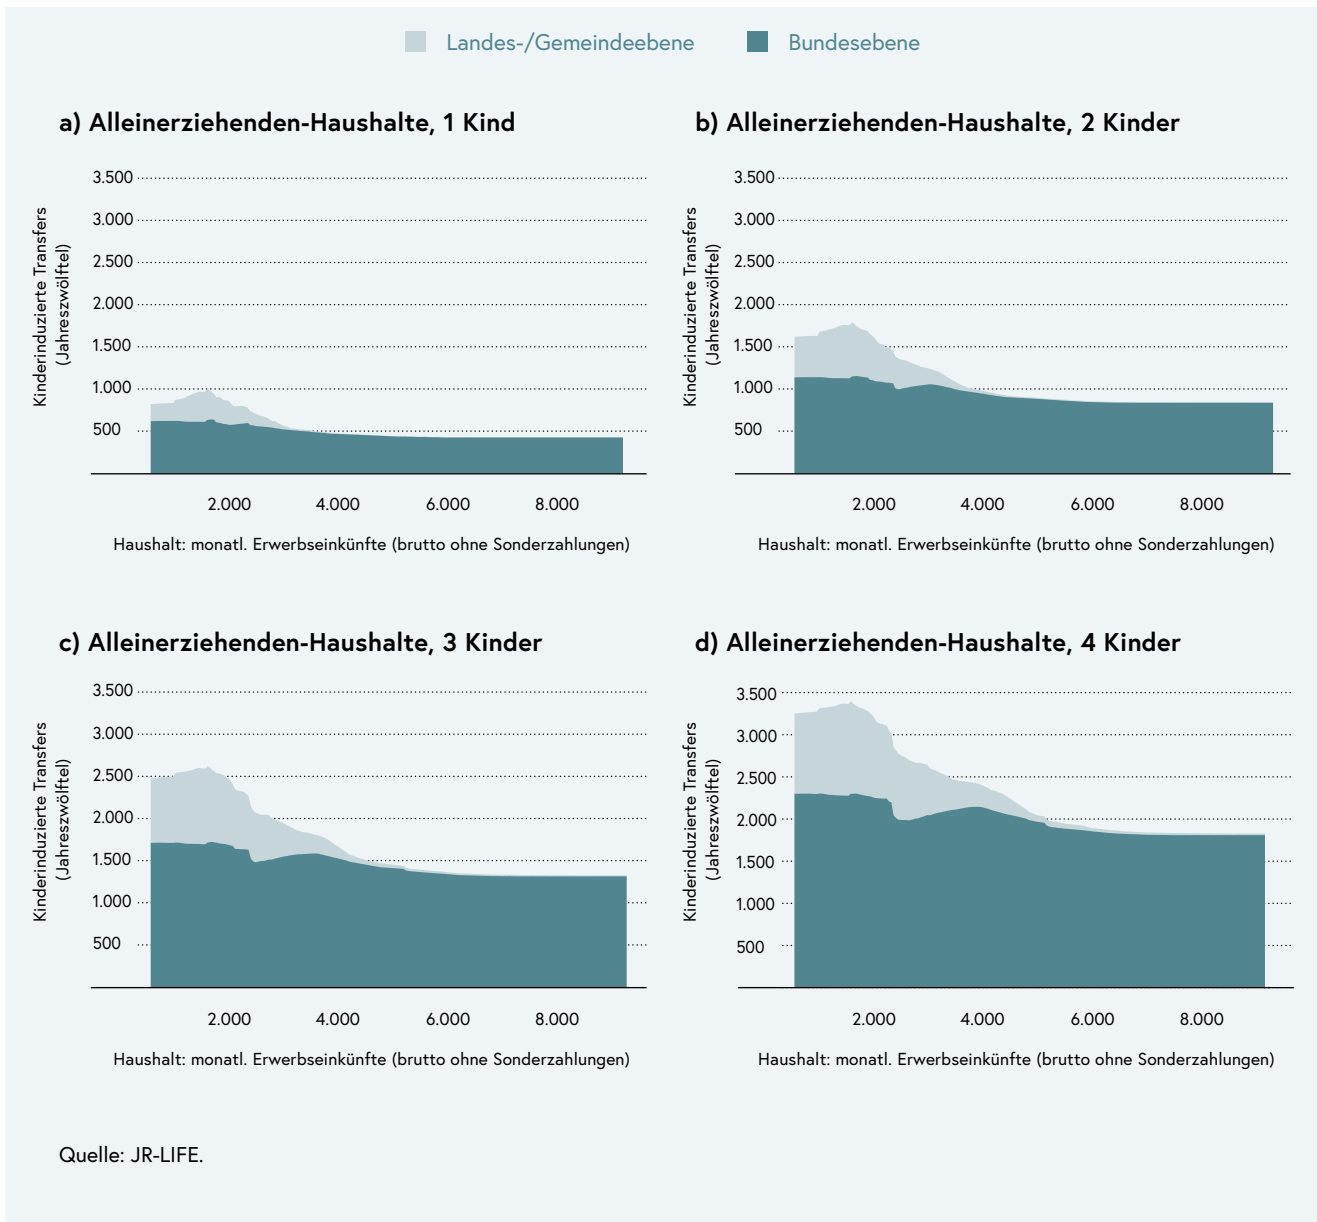 Landes-/Gemeindeebene
Bundesebene
a) Alleinerziehenden-Haushalte, 1 Kind
3.500
3.000
2.500
2.000
1.500
1.000
500
Kinderinduzierte Transfers
(Jahreszwölftel)
2.000 4.000 6.000 8.000
Haushalt: monatl. Erwerbseinkünfte (brutto ohne Sonderzahlungen)
b) Alleinerziehenden-Haushalte, 2 Kinder
3.500
3.000
2.500
2.000
1.500
1.000
500
Kinderinduzierte Transfers
(Jahreszwölftel)
2.000 4.000 6.000 8.000
Haushalt: monatl. Erwerbseinkünfte (brutto ohne Sonderzahlungen)
c) Alleinerziehenden-Haushalte, 3 Kinder
3.500
3.000
2.500
2.000
1.500
1.000
500
Kinderinduzierte Transfers
(Jahreszwölftel)
2.000 4.000 6.000 8.000
Haushalt: monatl. Erwerbseinkünfte (brutto ohne Sonderzahlungen)
d) Alleinerziehenden-Haushalte, 4 Kinder
3.500
3.000
2.500
2.000
1.500
1.000
500
Kinderinduzierte Transfers
(Jahreszwölftel)
2.000 4.000 6.000 8.000
Haushalt: monatl. Erwerbseinkünfte (brutto ohne Sonderzahlungen)
Quelle: JR-LIFE.